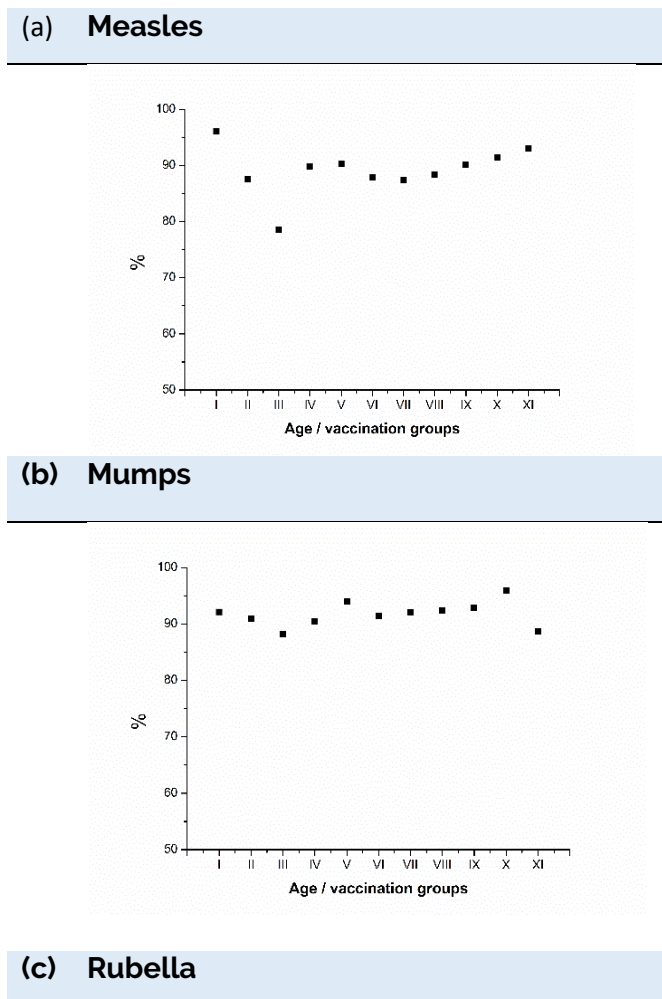 (a) Measles
100
90
80
70
60
50
%
I II III IV V VI VII VIII IX X XI
Age / vaccination groups
(b) Mumps
100
90
80
70
60
50
%
I II III IV V VI VII VIII IX X XI
Age / vaccination groups
(c) Rubella